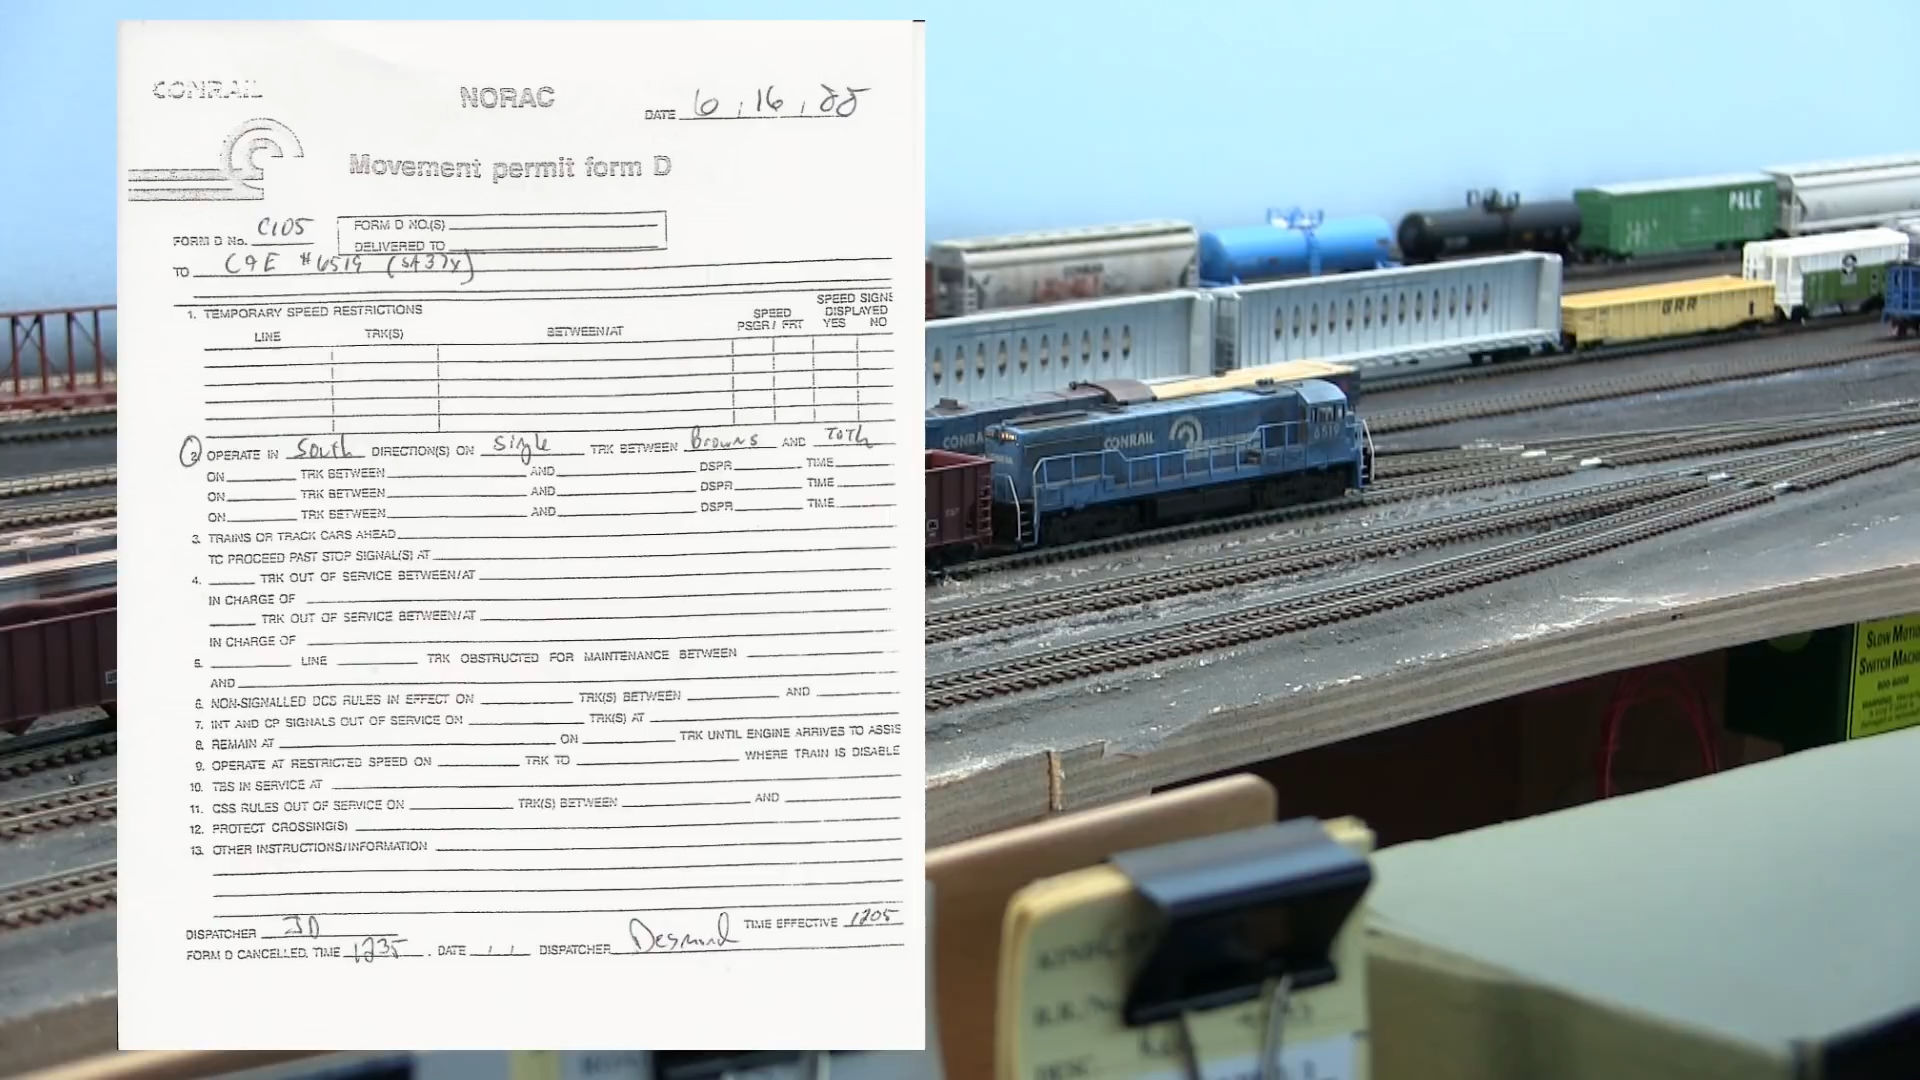 CONRAIL
NORAC
DATE 6, 16, 88
Movement permit form D
FORM D No. C105
FORM D NO.(S)
DELIVERED TO
TO C&E #6519 (SA37X)
1. TEMPORARY SPEED RESTRICTIONS
LINE TRK(S) BETWEEN/AT SPEED PSGR/ FRT SPEED SIGNS DISPLAYED YES NO
2. OPERATE IN South DIRECTION(S) ON Single TRK BETWEEN Browns AND Toth
ON TRK BETWEEN AND DSPR. TIME
ON TRK BETWEEN AND DSPR. TIME
ON TRK BETWEEN AND DSPR. TIME
3. TRAINS OR TRACK CARS AHEAD
TO PROCEED PAST STOP SIGNAL(S) AT
4. TRK OUT OF SERVICE BETWEEN/AT
IN CHARGE OF
TRK OUT OF SERVICE BETWEEN/AT
IN CHARGE OF
5. LINE TRK OBSTRUCTED FOR MAINTENANCE BETWEEN
AND
6. NON-SIGNALLED DCS RULES IN EFFECT ON TRK(S) BETWEEN AND
7. INT AND CP SIGNALS OUT OF SERVICE ON TRK(S) AT
8. REMAIN AT ON TRK UNTIL ENGINE ARRIVES TO ASSIS
9. OPERATE AT RESTRICTED SPEED ON TRK TO WHERE TRAIN IS DISABLE
10. TBS IN SERVICE AT
11. CSS RULES OUT OF SERVICE ON TRK(S) BETWEEN AND
12. PROTECT CROSSING(S)
13. OTHER INSTRUCTIONS/INFORMATION
DISPATCHER JD TIME EFFECTIVE 1205
FORM D CANCELLED, TIME 1235. DATE / / DISPATCHER Desmond
P&LE
GRR
CONRAIL
CONRAIL
6519
SLOW MOTION
SWITCH MACHI